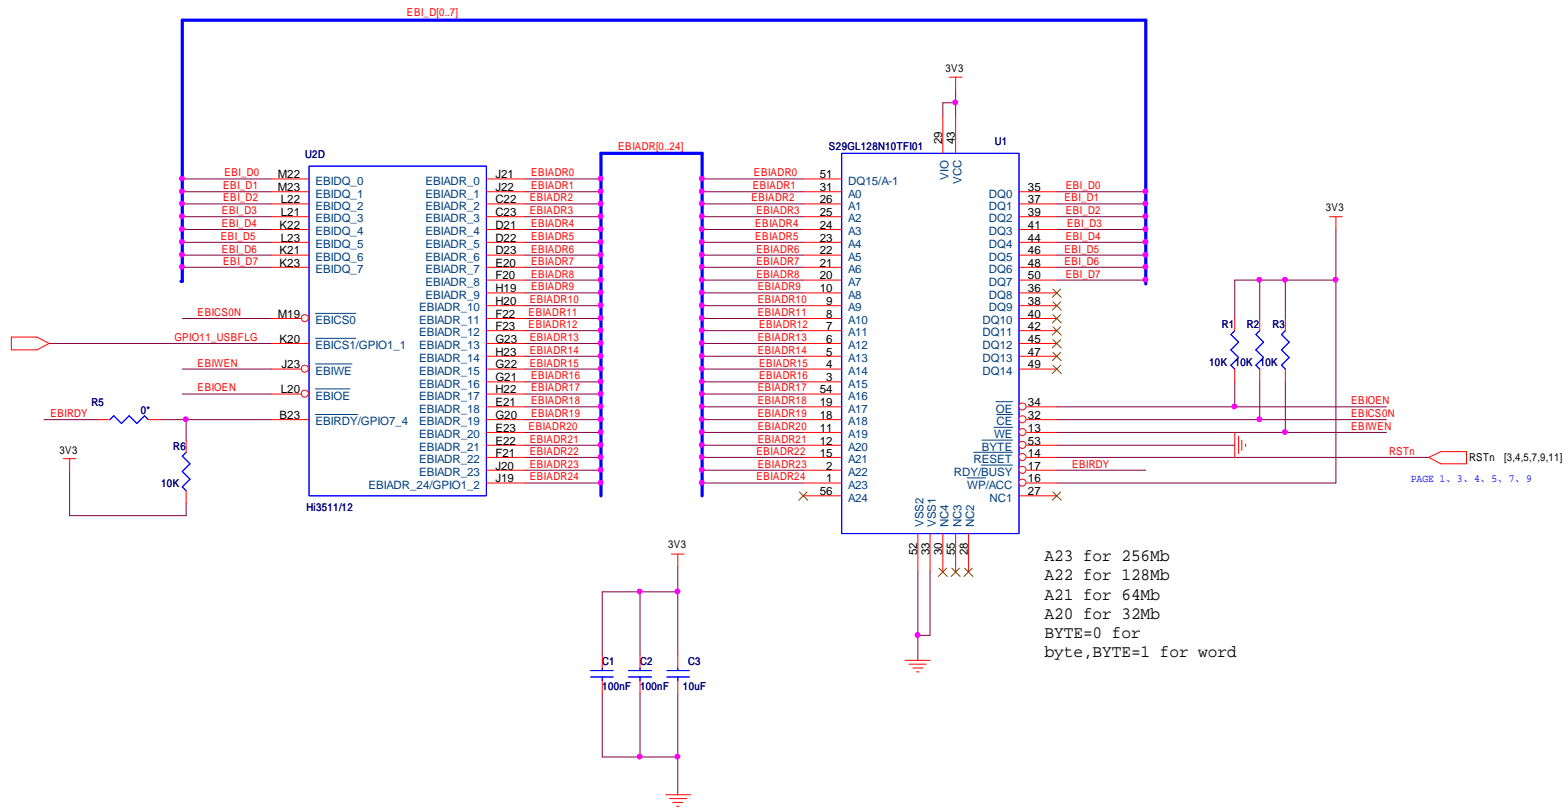 EBI_D[0..7]
3V3
EBIADR[0..24]
S29GL128N10TFI01
U1
U2D
29
43
VIO
VCC
EBI_D0 M22 EBIDQ_0
EBI_D1 M23 EBIDQ_1
EBI_D2 L22 EBIDQ_2
EBI_D3 L21 EBIDQ_3
EBI_D4 K22 EBIDQ_4
EBI_D5 L23 EBIDQ_5
EBI_D6 K21 EBIDQ_6
EBI_D7 K23 EBIDQ_7
EBICS0N M19 EBICS0
GPIO11_USBFLG K20 EBICS1/GPIO1_1
EBIWEN J23 EBIWE
EBIOEN L20 EBIOE
R5
0*
EBIRDY B23 EBIRDY/GPIO7_4
R6
10K
3V3
EBIADR_0 J21 EBIADR0
EBIADR_1 J22 EBIADR1
EBIADR_2 C22 EBIADR2
EBIADR_3 C23 EBIADR3
EBIADR_4 D21 EBIADR4
EBIADR_5 D22 EBIADR5
EBIADR_6 D23 EBIADR6
EBIADR_7 E20 EBIADR7
EBIADR_8 F20 EBIADR8
EBIADR_9 H19 EBIADR9
EBIADR_10 H20 EBIADR10
EBIADR_11 F22 EBIADR11
EBIADR_12 F23 EBIADR12
EBIADR_13 G23 EBIADR13
EBIADR_14 H23 EBIADR14
EBIADR_15 G22 EBIADR15
EBIADR_16 G21 EBIADR16
EBIADR_17 H22 EBIADR17
EBIADR_18 E21 EBIADR18
EBIADR_19 G20 EBIADR19
EBIADR_20 E23 EBIADR20
EBIADR_21 E22 EBIADR21
EBIADR_22 F21 EBIADR22
EBIADR_23 J20 EBIADR23
EBIADR_24/GPIO1_2 J19 EBIADR24
Hi3511/12
EBIADR0 51 DQ15/A-1
EBIADR1 31 A0
EBIADR2 26 A1
EBIADR3 25 A2
EBIADR4 24 A3
EBIADR5 23 A4
EBIADR6 22 A5
EBIADR7 21 A6
EBIADR8 20 A7
EBIADR9 10 A8
EBIADR10 9 A9
EBIADR11 8 A10
EBIADR12 7 A11
EBIADR13 6 A12
EBIADR14 5 A13
EBIADR15 4 A14
EBIADR16 3 A15
EBIADR17 54 A16
EBIADR18 19 A17
EBIADR19 18 A18
EBIADR20 11 A19
EBIADR21 12 A20
EBIADR22 15 A21
EBIADR23 2 A22
EBIADR24 1 A23
56 A24
DQ0 35 EBI_D0
DQ1 37 EBI_D1
DQ2 39 EBI_D2
DQ3 41 EBI_D3
DQ4 44 EBI_D4
DQ5 46 EBI_D5
DQ6 48 EBI_D6
DQ7 50 EBI_D7
DQ8 36
DQ9 38
DQ10 40
DQ11 42
DQ12 45
DQ13 47
DQ14 49
OE 34 EBIOEN
CE 32 EBICS0N
WE 13 EBIWEN
BYTE 53
RESET 14 RSTn
RDY/BUSY 17 EBIRDY
WP/ACC 16
NC1 27
VSS2 52
VSS1 33
NC4 30
NC3 55
NC2 28
3V3
R1 R2 R3
10K 10K 10K
RSTn [3,4,5,7,9,11]
PAGE 1、3、4、5、7、9
A23 for 256Mb
A22 for 128Mb
A21 for 64Mb
A20 for 32Mb
BYTE=0 for
byte,BYTE=1 for word
3V3
C1 C2 C3
100nF 100nF 10uF